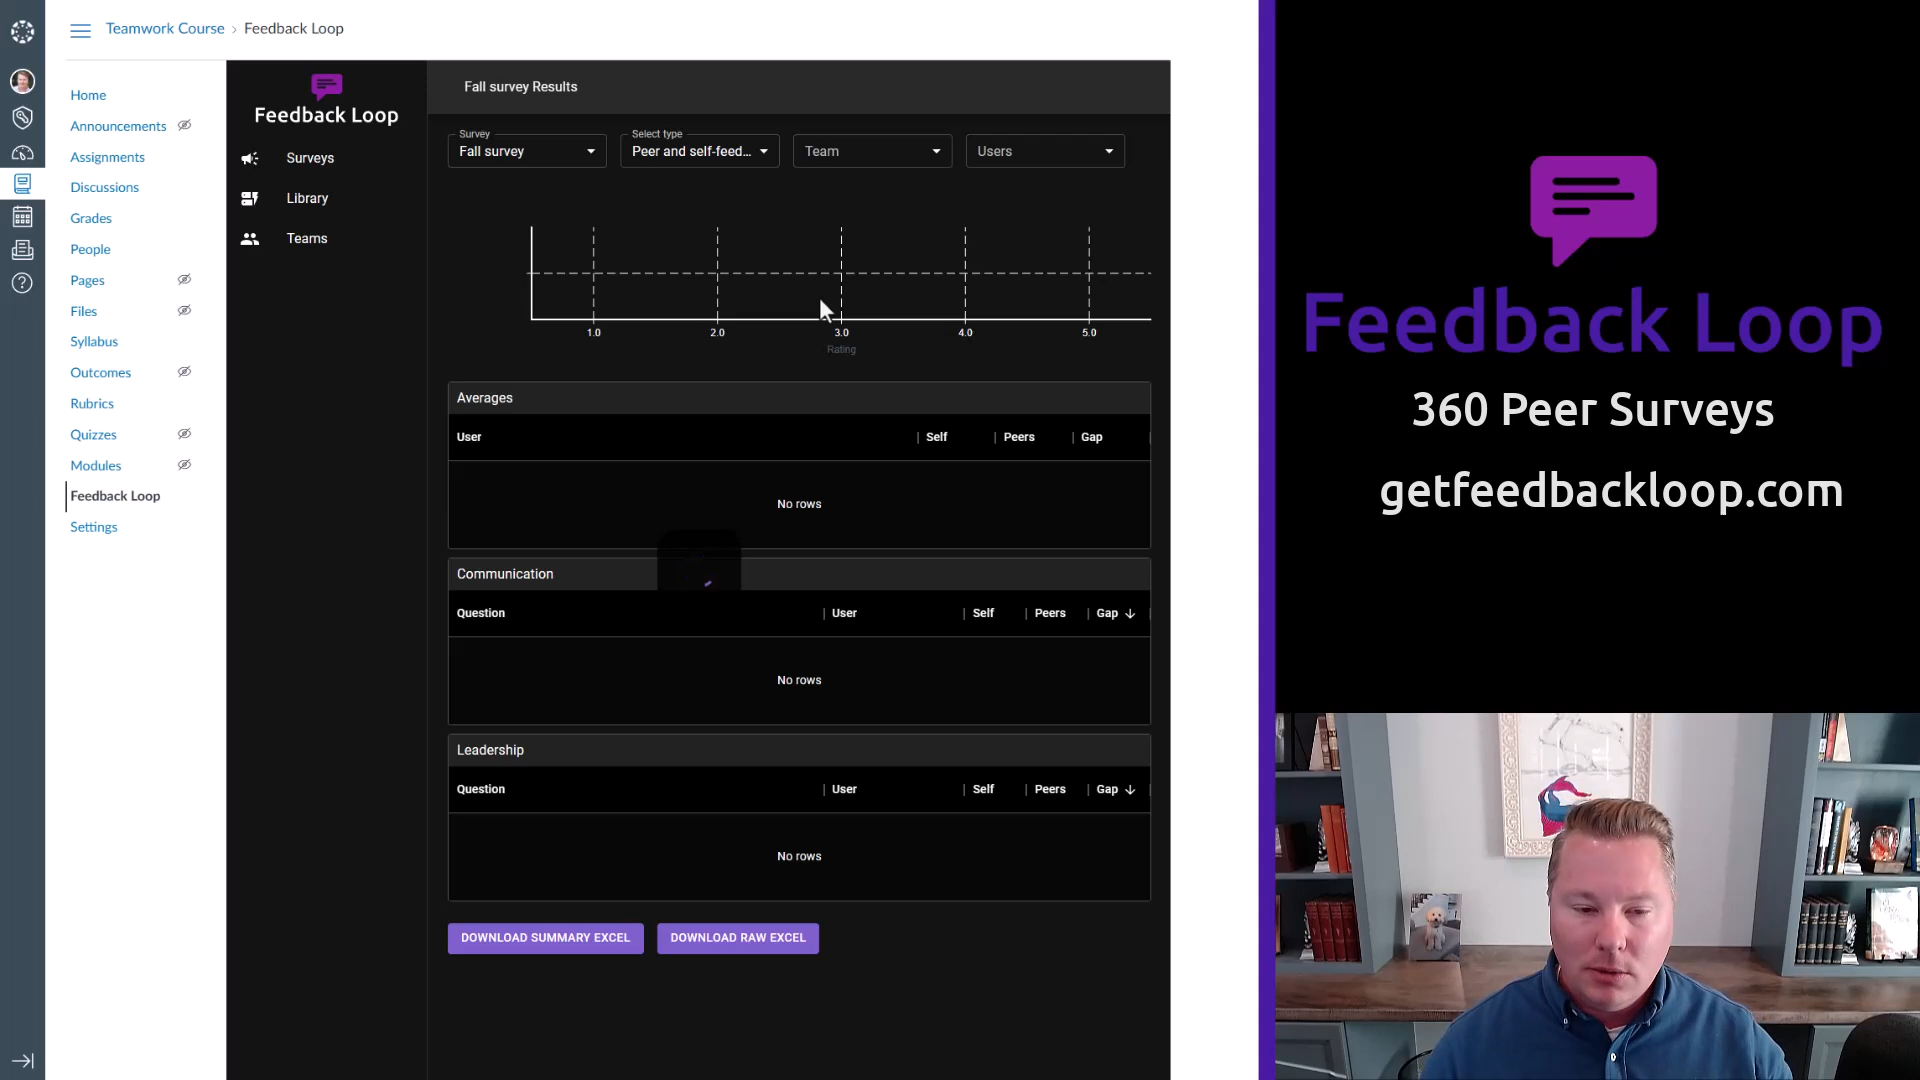 Teamwork Course › Feedback Loop
Home
Announcements
Assignments
Discussions
Grades
People
Pages
Files
Syllabus
Outcomes
Rubrics
Quizzes
Modules
Feedback Loop
Settings
Feedback Loop
Surveys
Library
Teams
Fall survey Results
Survey
Fall survey
Select type
Peer and self-feed...
Team
Users
1.0 2.0 3.0 4.0 5.0
Rating
Averages
User Self Peers Gap
No rows
Communication
Question User Self Peers Gap
No rows
Leadership
Question User Self Peers Gap
No rows
DOWNLOAD SUMMARY EXCEL DOWNLOAD RAW EXCEL
Feedback Loop
360 Peer Surveys
getfeedbackloop.com